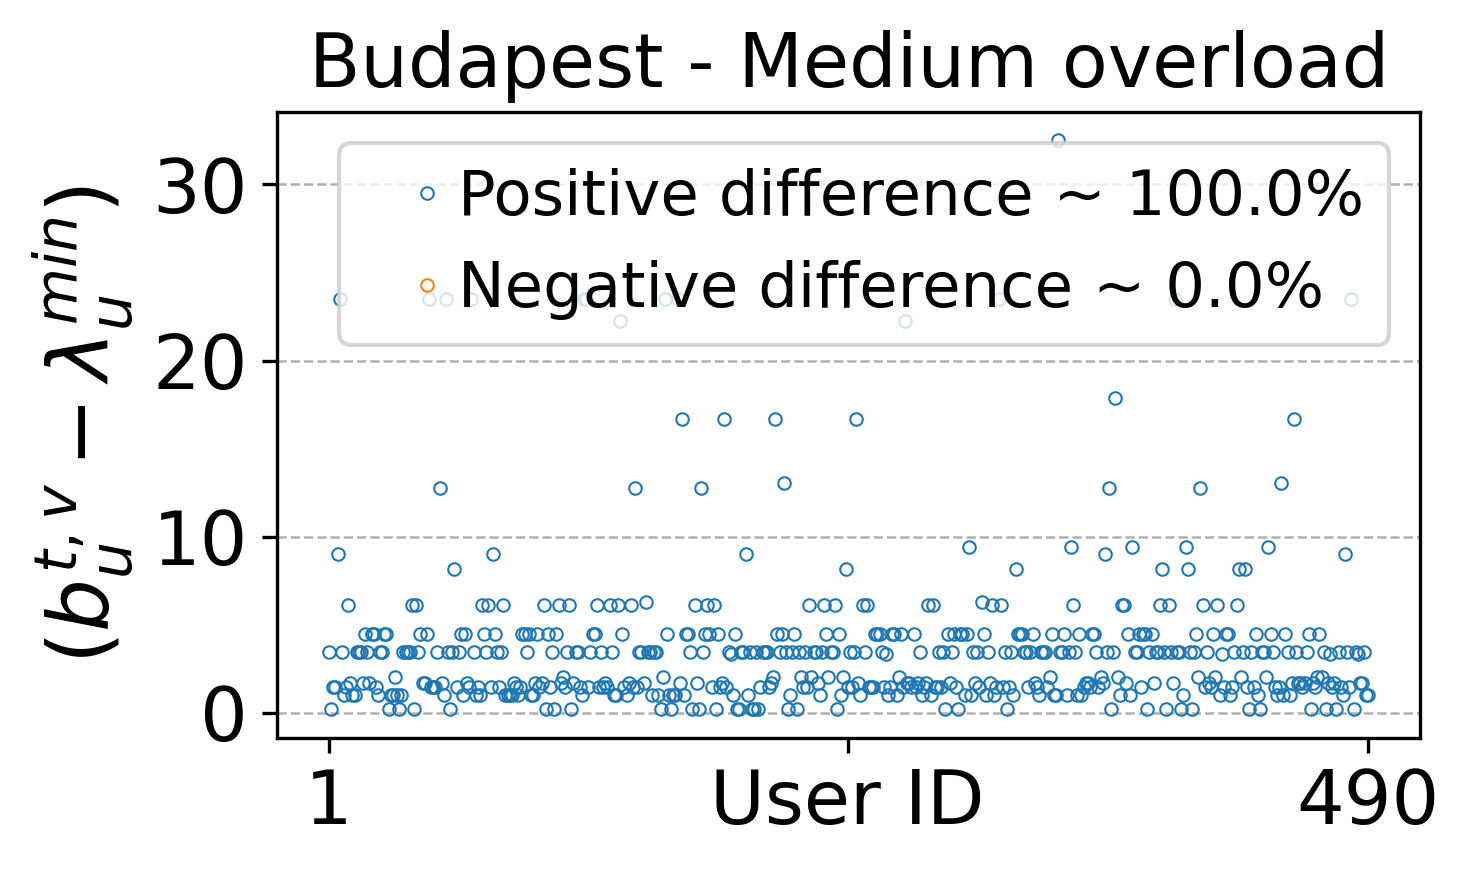 Budapest - Medium overload
(b_u^{t, v} − λ_u^{min})
30
20
10
0
Positive difference ~ 100.0%
Negative difference ~ 0.0%
1
User ID
490